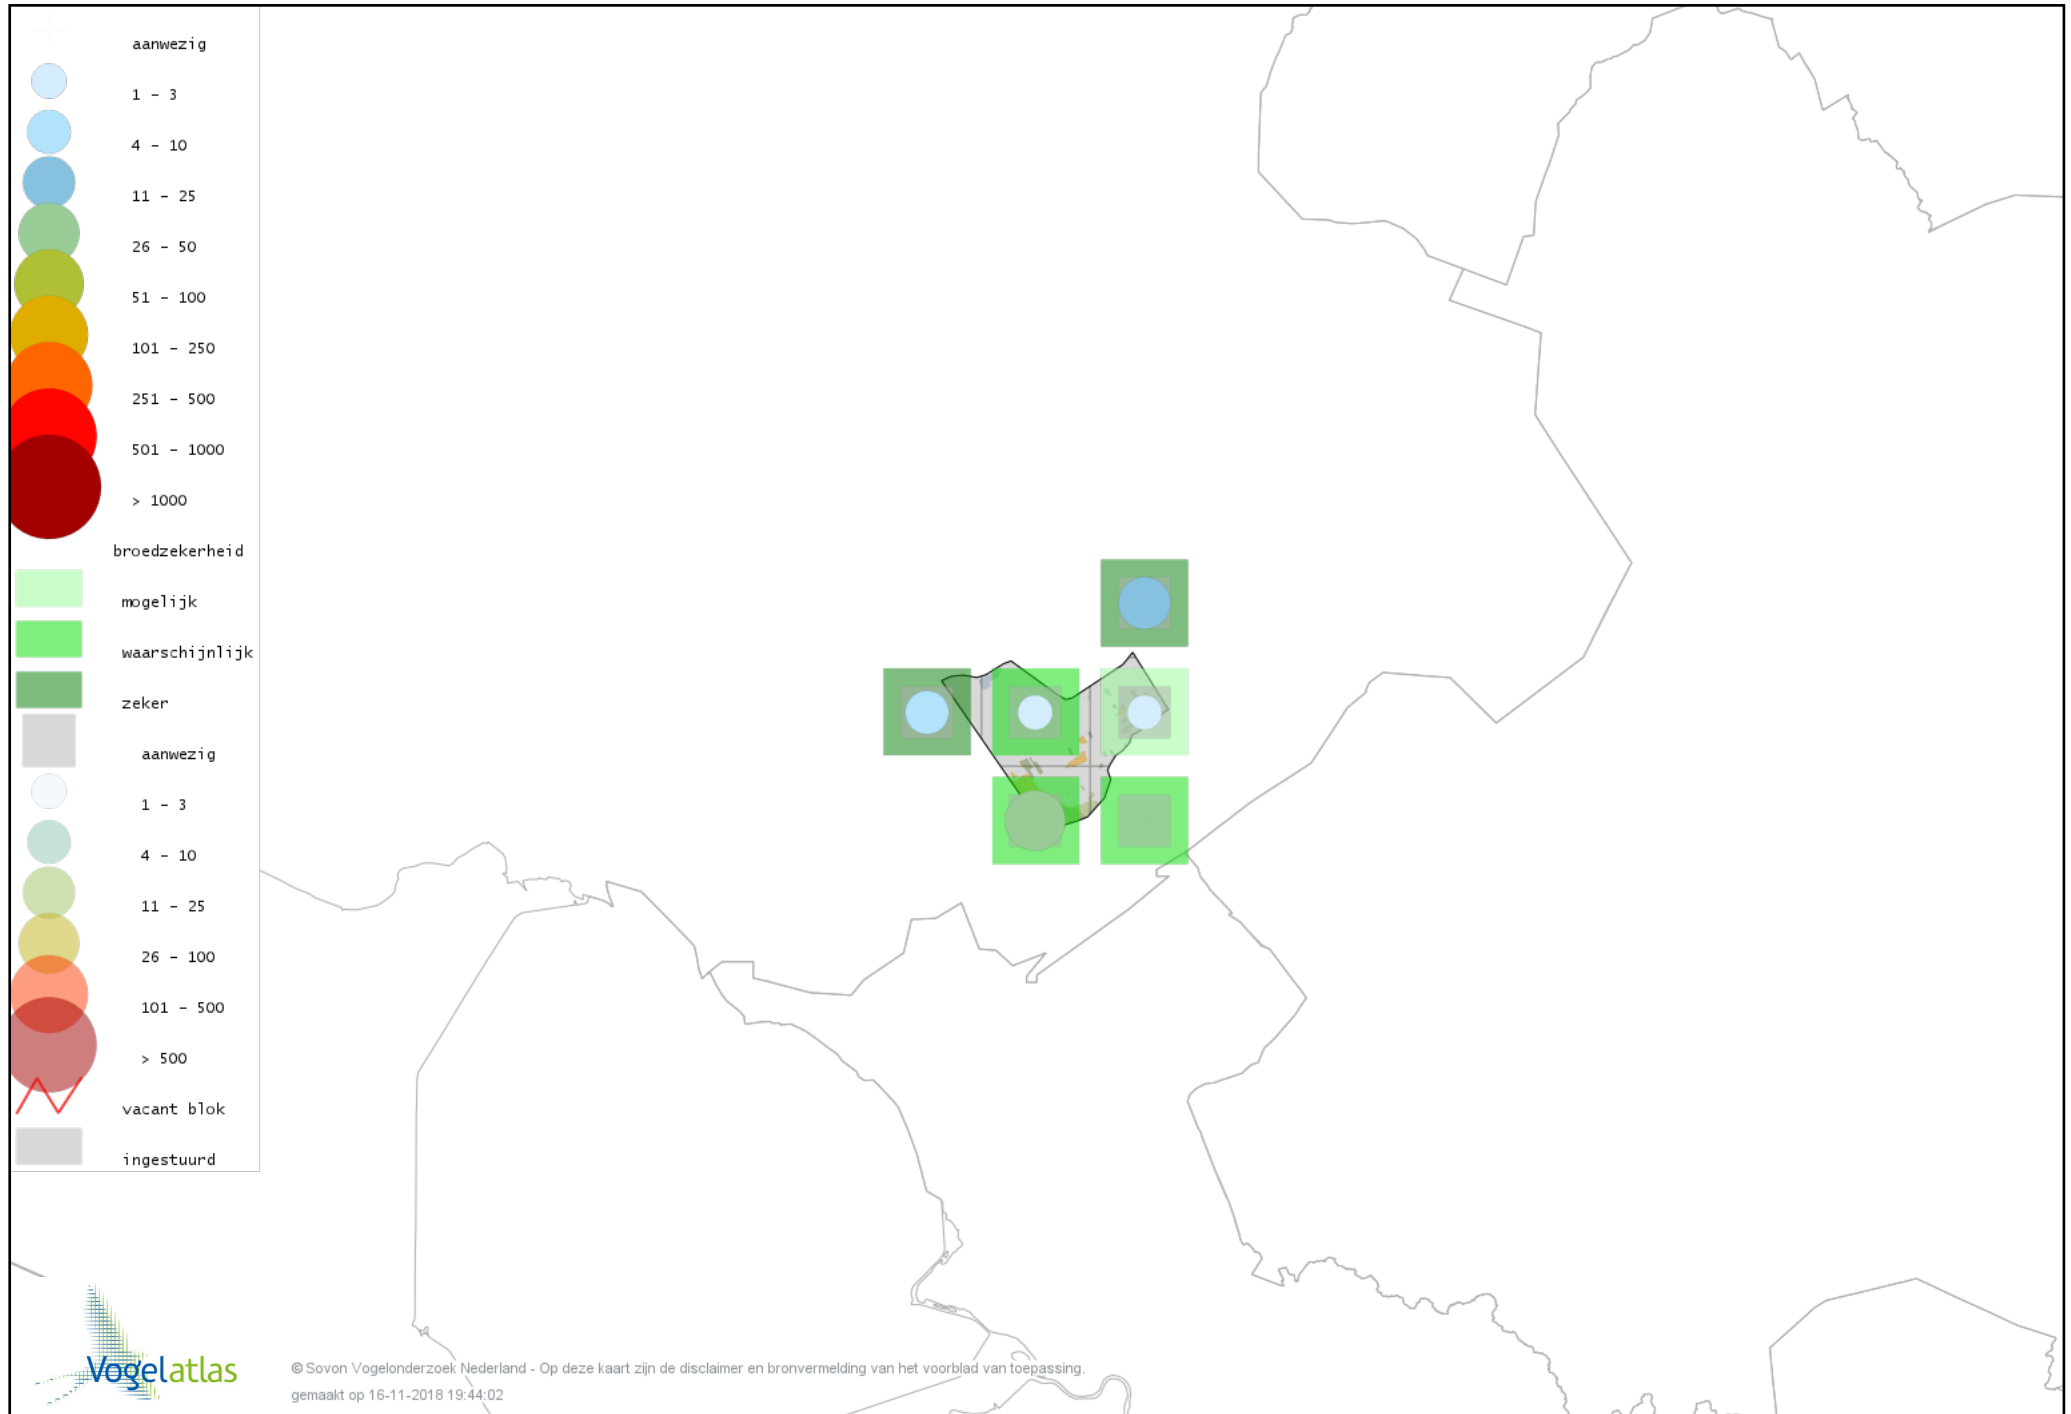 aanwezig
1 - 3
4 - 10
11 - 25
26 - 50
51 - 100
101 - 250
251 - 500
501 - 1000
> 1000
broedzekerheid
mogelijk
waarschijnlijk
zeker
aanwezig
1 - 3
4 - 10
11 - 25
26 - 100
101 - 500
> 500
vacant blok
ingestuurd
Vogelatlas
© Sovon Vogelonderzoek Nederland - Op deze kaart zijn de disclaimer en bronvermelding van het voorblad van toepassing.
gemaakt op 16-11-2018 19:44:02